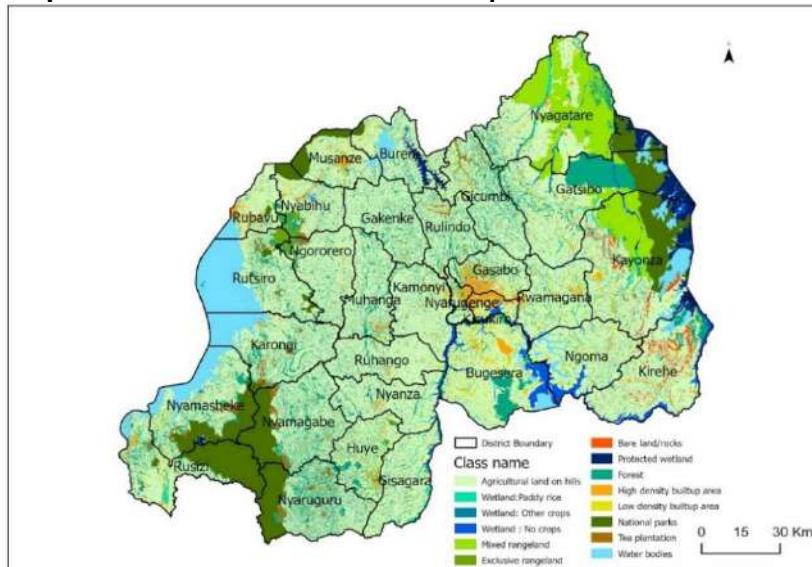 Nyagatare
Musanze
Burera
Gicumbi
Gatsibo
Nyabihu
Rubavu
Gakenke
Rulindo
Ngororero
Kayonza
Rutsiro
Gasabo
Kamonyi
Muhanga
Nyarugenge
Rwamagana
Kicukiro
Karongi
Ruhango
Bugesera
Ngoma
Kirehe
Nyamasheke
Nyamagabe
Nyanza
Huye
Rusizi
Gisagara
Nyaruguru
District Boundary
Class name
Agricultural land on hills
Wetland:Paddy rice
Wetland: Other crops
Wetland : No crops
Mixed rangeland
Exclusive rangeland
Bare land/rocks
Protected wetland
Forest
High density builtup area
Low density builtup area
National parks
Tea plantation
Water bodies
0 15 30 Km